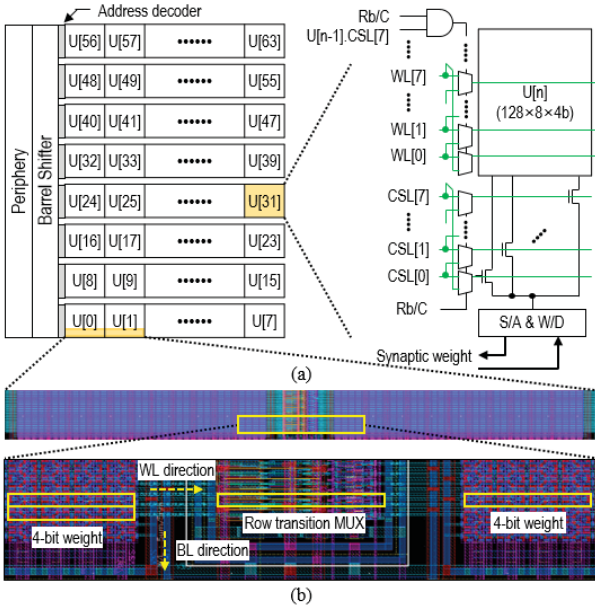 Address decoder
Periphery
Barrel Shifter
U[56] U[57] •••••• U[63]
U[48] U[49] •••••• U[55]
U[40] U[41] •••••• U[47]
U[32] U[33] •••••• U[39]
U[24] U[25] •••••• U[31]
U[16] U[17] •••••• U[23]
U[8] U[9] •••••• U[15]
U[0] U[1] •••••• U[7]
Rb/C
U[n-1].CSL[7]
WL[7]
WL[1]
WL[0]
U[n]
(128×8×4b)
CSL[7]
CSL[1]
CSL[0]
Rb/C
S/A & W/D
Synaptic weight
(a)
WL direction
4-bit weight
Row transition MUX
4-bit weight
BL direction
(b)